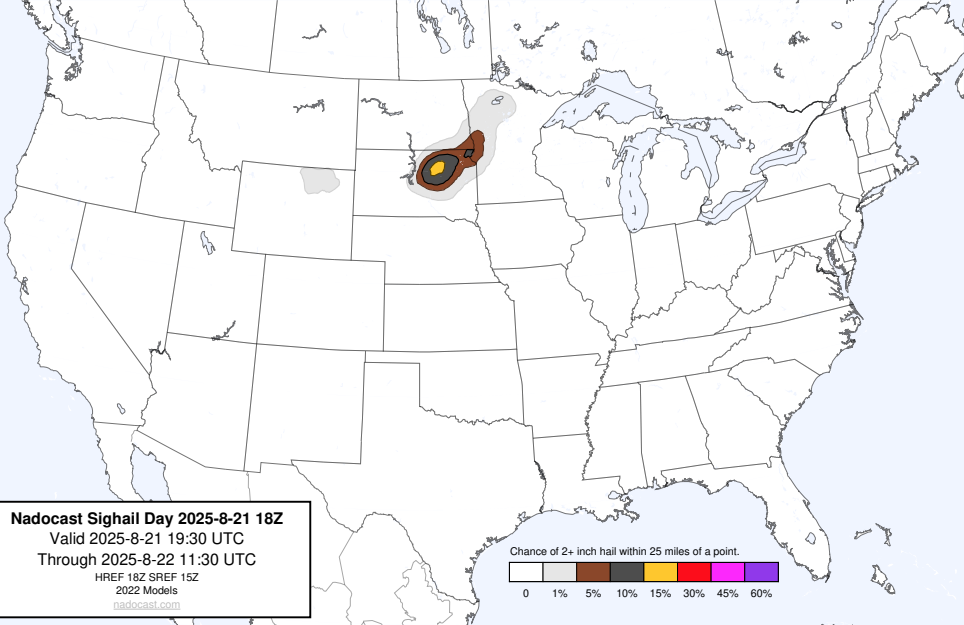 Nadocast Sighail Day 2025-8-21 18Z
Valid 2025-8-21 19:30 UTC
Through 2025-8-22 11:30 UTC
HREF 18Z SREF 15Z
2022 Models
nadocast.com
Chance of 2+ inch hail within 25 miles of a point.
0 1% 5% 10% 15% 30% 45% 60%